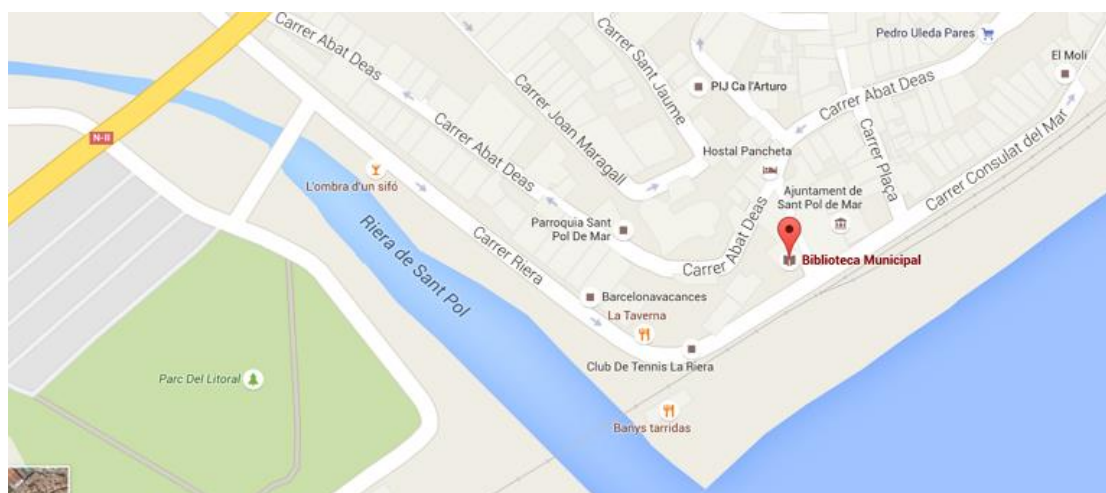 Carrer Abat Deas
Pedro Uleda Pares
Carrer Sant Jaume
El Moli
PIJ Ca l'Arturo
Carrer Abat Deas
Carrer Joan Maragall
N-II
Carrer Abat Deas
Carrer Plaça
Hostal Pancheta
L'ombra d'un sifó
Carrer Consulat del Mar
Ajuntament de
Sant Pol de Mar
Parroquia Sant
Pol De Mar
Carrer Abat Deas
Riera de Sant Pol
Carrer Riera
Biblioteca Municipal
Barcelonavacances
La Taverna
Club De Tennis La Riera
Parc Del Litoral
Banys tarridas